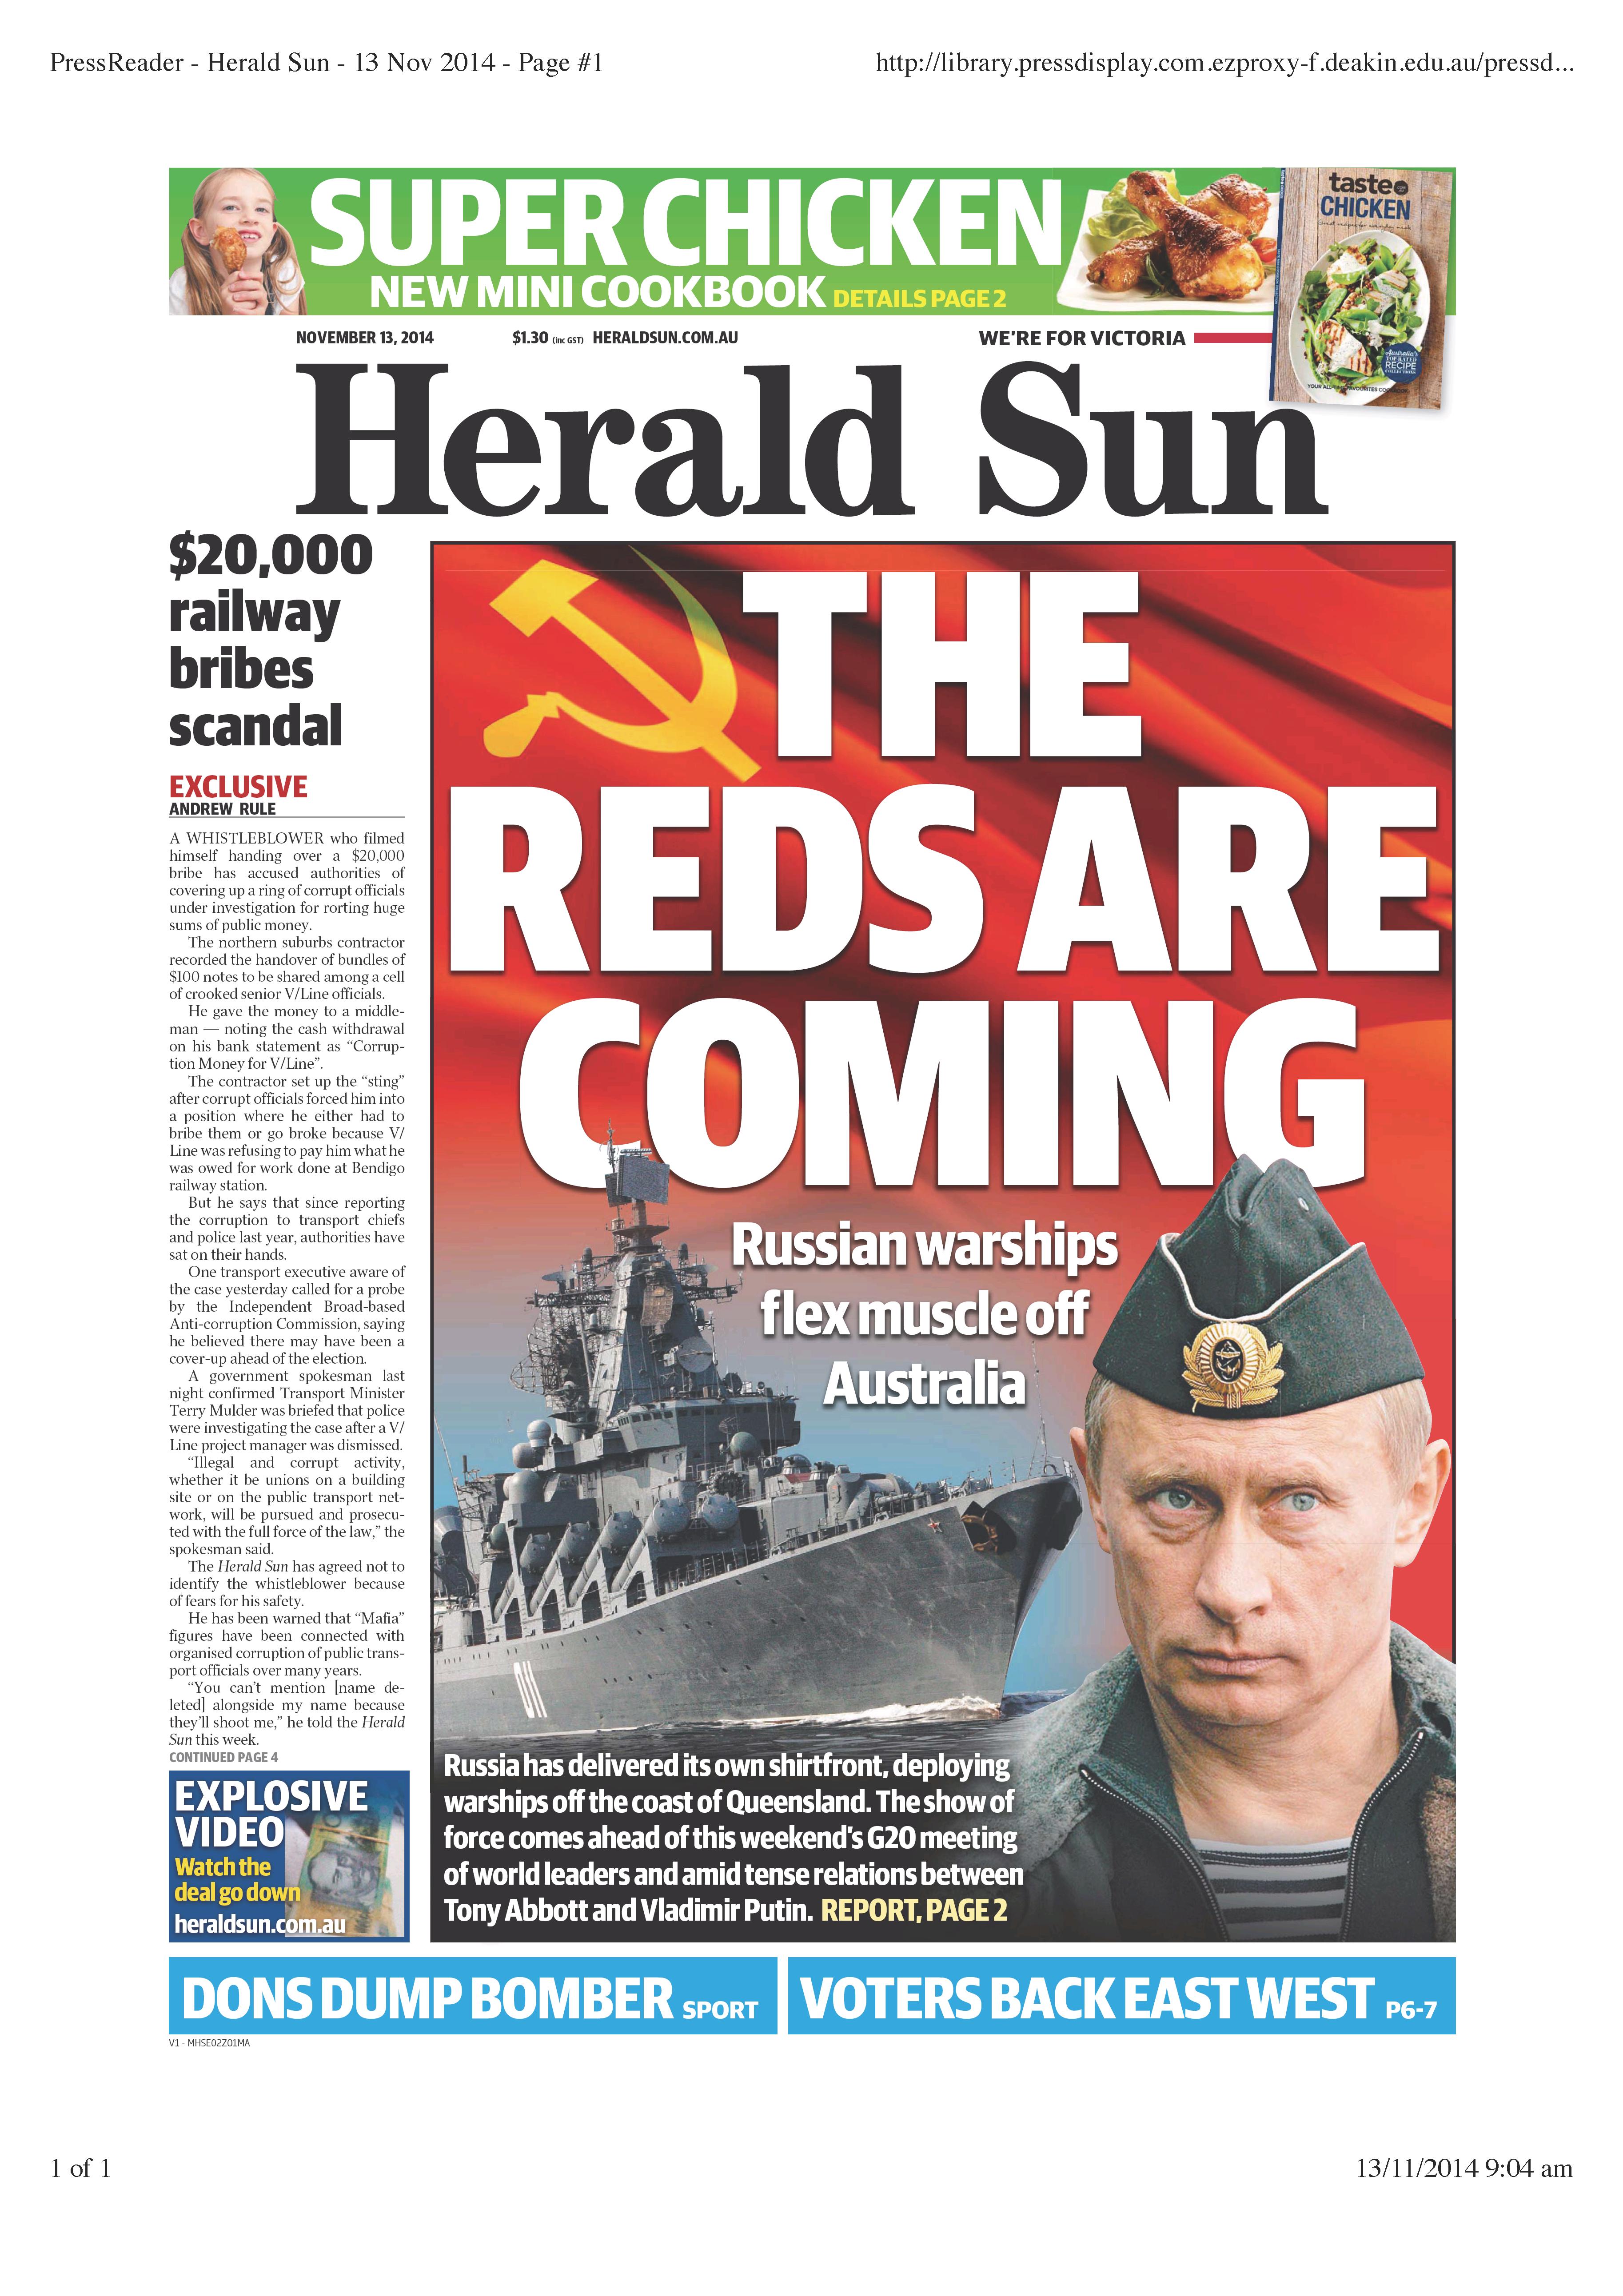 PressReader - Herald Sun - 13 Nov 2014 - Page #1
http://library.pressdisplay.com.ezproxy-f.deakin.edu.au/pressd...
SUPER CHICKEN
NEW MINI COOKBOOK DETAILS PAGE 2
taste
CHICKEN
Australia's
TOP RATED
RECIPE
COLLECTIONS
NOVEMBER 13, 2014
$1.30 (inc GST) HERALDSUN.COM.AU
WE'RE FOR VICTORIA
Herald Sun
$20,000
railway
bribes
scandal
EXCLUSIVE
ANDREW RULE
A WHISTLEBLOWER who filmed
himself handing over a $20,000
bribe has accused authorities of
covering up a ring of corrupt officials
under investigation for rorting huge
sums of public money.
The northern suburbs contractor
recorded the handover of bundles of
$100 notes to be shared among a cell
of crooked senior V/Line officials.
He gave the money to a middle-
man — noting the cash withdrawal
on his bank statement as “Corrup-
tion Money for V/Line”.
The contractor set up the “sting”
after corrupt officials forced him into
a position where he either had to
bribe them or go broke because V/
Line was refusing to pay him what he
was owed for work done at Bendigo
railway station.
But he says that since reporting
the corruption to transport chiefs
and police last year, authorities have
sat on their hands.
One transport executive aware of
the case yesterday called for a probe
by the Independent Broad-based
Anti-corruption Commission, saying
he believed there may have been a
cover-up ahead of the election.
A government spokesman last
night confirmed Transport Minister
Terry Mulder was briefed that police
were investigating the case after a V/
Line project manager was dismissed.
“Illegal and corrupt activity,
whether it be unions on a building
site or on the public transport net-
work, will be pursued and prosecu-
ted with the full force of the law,” the
spokesman said.
The Herald Sun has agreed not to
identify the whistleblower because
of fears for his safety.
He has been warned that “Mafia”
figures have been connected with
organised corruption of public trans-
port officials over many years.
“You can’t mention [name de-
leted] alongside my name because
they’ll shoot me,” he told the Herald
Sun this week.
CONTINUED PAGE 4
EXPLOSIVE
VIDEO
Watch the
deal go down
heraldsun.com.au
THE
REDS ARE
COMING
Russian warships
flex muscle off
Australia
011
Russia has delivered its own shirtfront, deploying
warships off the coast of Queensland. The show of
force comes ahead of this weekend’s G20 meeting
of world leaders and amid tense relations between
Tony Abbott and Vladimir Putin. REPORT, PAGE 2
DONS DUMP BOMBER SPORT
VOTERS BACK EAST WEST P6-7
V1 - MHSE02Z01MA
1 of 1
13/11/2014 9:04 am